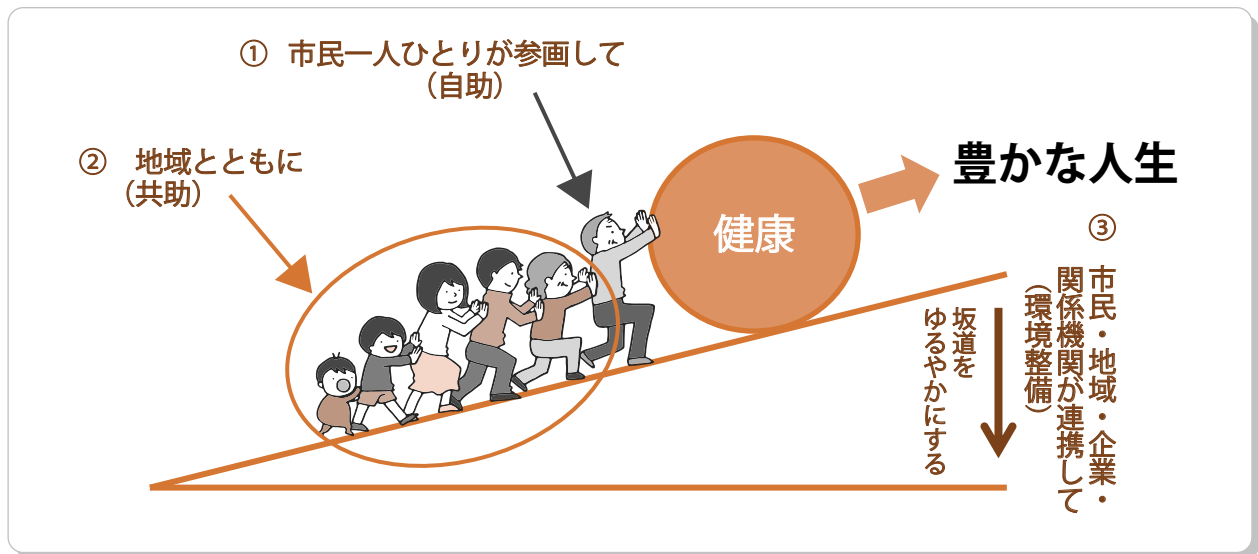 ① 市民一人ひとりが参画して
（自助）
② 地域とともに
（共助）
健康
豊かな人生
③
市民・地域・企業・
関係機関が連携して
（環境整備）
坂道を
ゆるやかにする